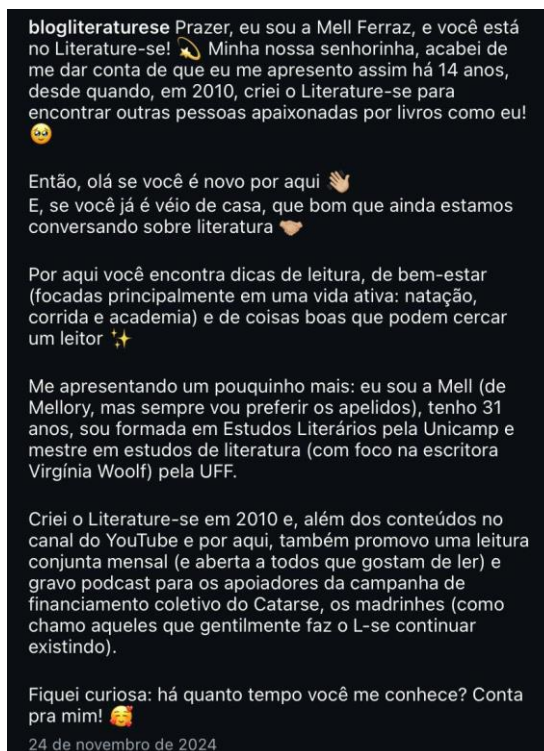 blogliteraturese Prazer, eu sou a Mell Ferraz, e você está
no Literature-se! 💫 Minha nossa senhorinha, acabei de
me dar conta de que eu me apresento assim há 14 anos,
desde quando, em 2010, criei o Literature-se para
encontrar outras pessoas apaixonadas por livros como eu!
🥹
Então, olá se você é novo por aqui 👋🏼
E, se você já é véio de casa, que bom que ainda estamos
conversando sobre literatura 🤝🏼
Por aqui você encontra dicas de leitura, de bem-estar
(focadas principalmente em uma vida ativa: natação,
corrida e academia) e de coisas boas que podem cercar
um leitor ✨
Me apresentando um pouquinho mais: eu sou a Mell (de
Mellory, mas sempre vou preferir os apelidos), tenho 31
anos, sou formada em Estudos Literários pela Unicamp e
mestre em estudos de literatura (com foco na escritora
Virgínia Woolf) pela UFF.
Criei o Literature-se em 2010 e, além dos conteúdos no
canal do YouTube e por aqui, também promovo uma leitura
conjunta mensal (e aberta a todos que gostam de ler) e
gravo podcast para os apoiadores da campanha de
financiamento coletivo do Catarse, os madrinhes (como
chamo aqueles que gentilmente faz o L-se continuar
existindo).
Fiquei curiosa: há quanto tempo você me conhece? Conta
pra mim! 🥰
24 de novembro de 2024